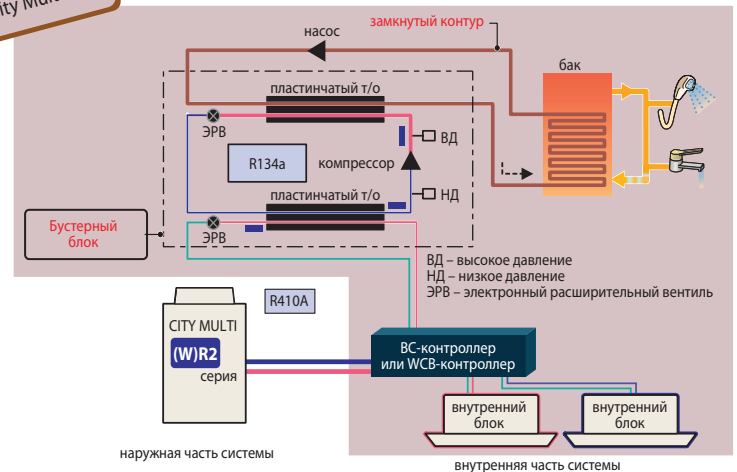 City Mult
насос
замкнутый контур
бак
пластинчатый т/о
ЭРВ
ВД
R134a
компрессор
пластинчатый т/о
НД
Бустерный
блок
ЭРВ
ВД – высокое давление
НД – низкое давление
ЭРВ – электронный расширительный вентиль
R410A
CITY MULTI
(W)R2
серия
BC-контроллер
или WCB-контроллер
внутренний
блок
внутренний
блок
наружная часть системы
внутренняя часть системы